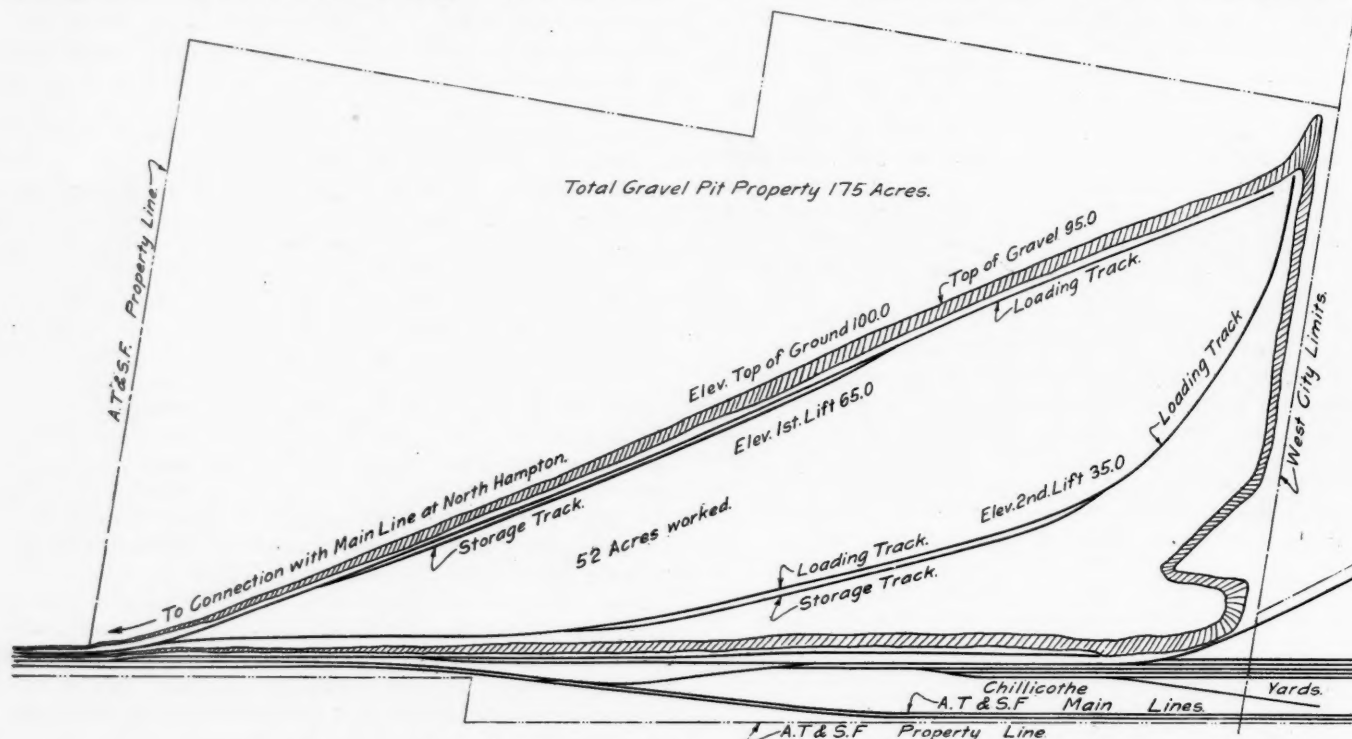 Total Gravel Pit Property 175 Acres.
A.T & S.F. Property Line.
Top of Gravel 95.0
Loading Track.
Elev. Top of Ground 100.0
Elev. 1st. Lift 65.0
Loading Track
West City Limits.
To Connection with Main Line at North Hampton.
Storage Track.
52 Acres worked.
Elev. 2nd. Lift 35.0
Loading Track.
Storage Track.
Chillicothe Yards.
A.T & S.F Main Lines.
A.T & S.F Property Line